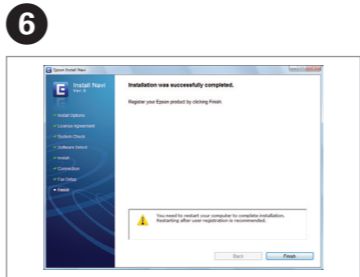 6
Epson Install Navi
Install Navi
Ver.
Installation was successfully completed.
Register your Epson product by clicking Finish.
Install Options
License Agreement
System Check
Software Select
Install
Connection
Fax Setup
Finish
You need to restart your computer to complete installation.
Restarting after user registration is recommended.
Back
Finish